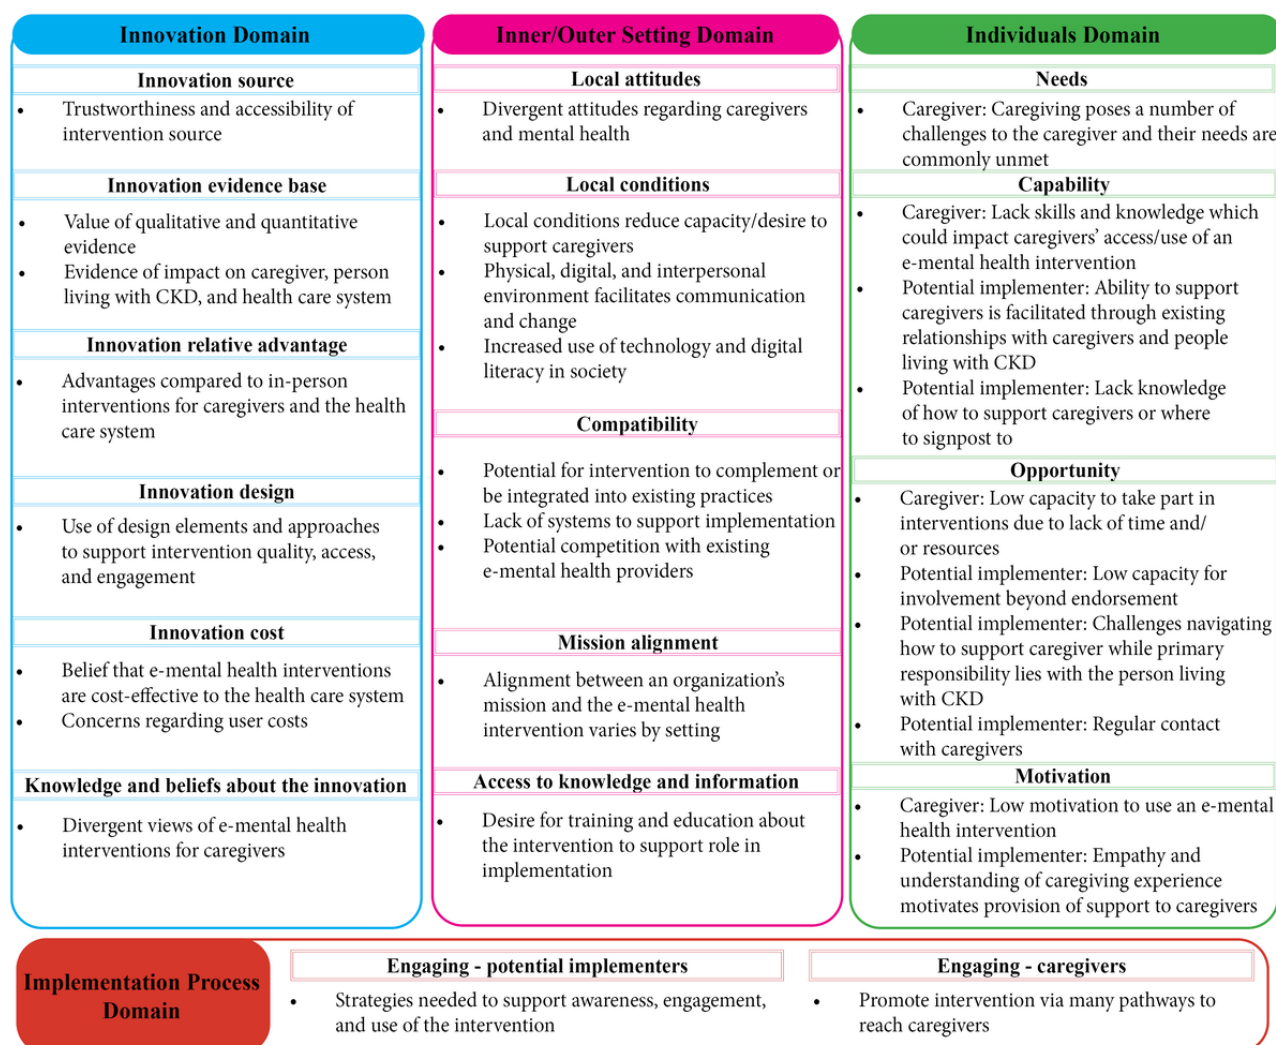 Innovation Domain
Innovation source
• Trustworthiness and accessibility of
intervention source
Innovation evidence base
• Value of qualitative and quantitative
evidence
• Evidence of impact on caregiver, person
living with CKD, and health care system
Innovation relative advantage
• Advantages compared to in-person
interventions for caregivers and the health
care system
Innovation design
• Use of design elements and approaches
to support intervention quality, access,
and engagement
Innovation cost
• Belief that e-mental health interventions
are cost-effective to the health care system
• Concerns regarding user costs
Knowledge and beliefs about the innovation
• Divergent views of e-mental health
interventions for caregivers
Inner/Outer Setting Domain
Local attitudes
• Divergent attitudes regarding caregivers
and mental health
Local conditions
• Local conditions reduce capacity/desire to
support caregivers
• Physical, digital, and interpersonal
environment facilitates communication
and change
• Increased use of technology and digital
literacy in society
Compatibility
• Potential for intervention to complement or
be integrated into existing practices
• Lack of systems to support implementation
• Potential competition with existing
e-mental health providers
Mission alignment
• Alignment between an organization's
mission and the e-mental health
intervention varies by setting
Access to knowledge and information
• Desire for training and education about
the intervention to support role in
implementation
Individuals Domain
Needs
• Caregiver: Caregiving poses a number of
challenges to the caregiver and their needs are
commonly unmet
Capability
• Caregiver: Lack skills and knowledge which
could impact caregivers' access/use of an
e-mental health intervention
• Potential implementer: Ability to support
caregivers is facilitated through existing
relationships with caregivers and people
living with CKD
• Potential implementer: Lack knowledge
of how to support caregivers or where
to signpost to
Opportunity
• Caregiver: Low capacity to take part in
interventions due to lack of time and/
or resources
• Potential implementer: Low capacity for
involvement beyond endorsement
• Potential implementer: Challenges navigating
how to support caregiver while primary
responsibility lies with the person living
with CKD
• Potential implementer: Regular contact
with caregivers
Motivation
• Caregiver: Low motivation to use an e-mental
health intervention
• Potential implementer: Empathy and
understanding of caregiving experience
motivates provision of support to caregivers
Implementation Process
Domain
Engaging - potential implementers
• Strategies needed to support awareness, engagement,
and use of the intervention
Engaging - caregivers
• Promote intervention via many pathways to
reach caregivers